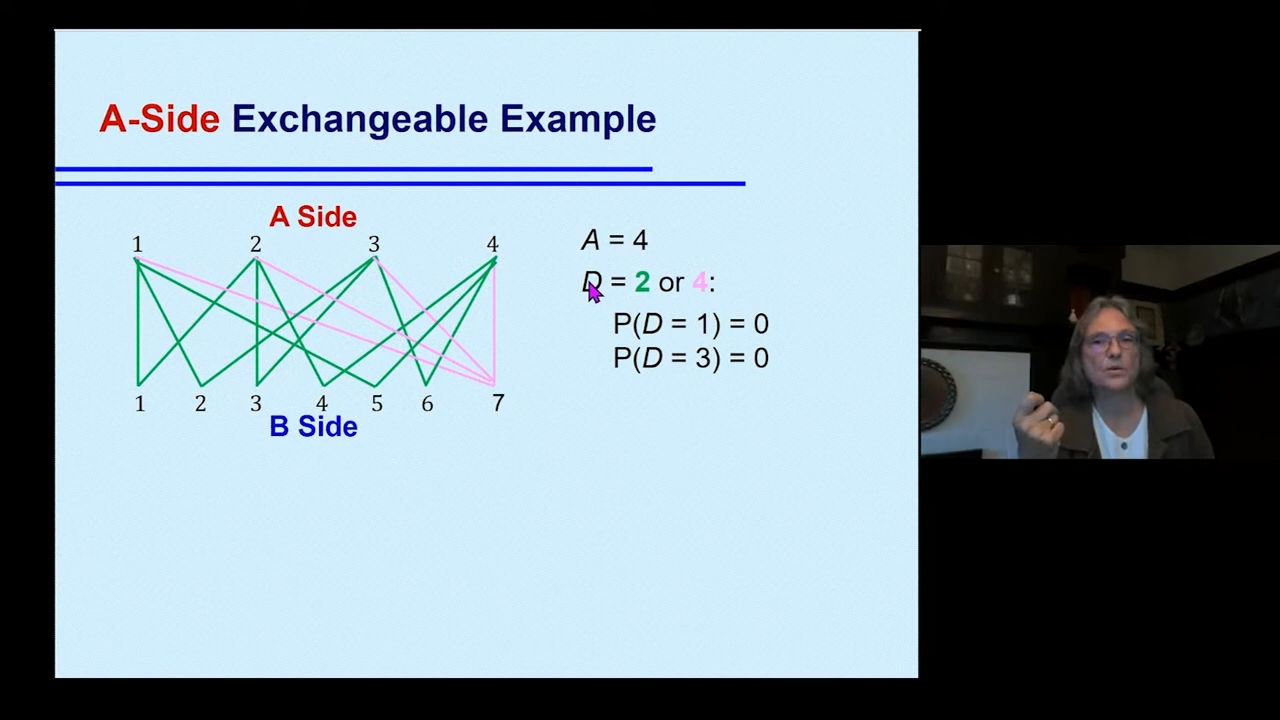 A-Side Exchangeable Example
A Side
1 2 3 4
1 2 3 4 5 6 7
B Side
A = 4
D = 2 or 4:
P(D = 1) = 0
P(D = 3) = 0